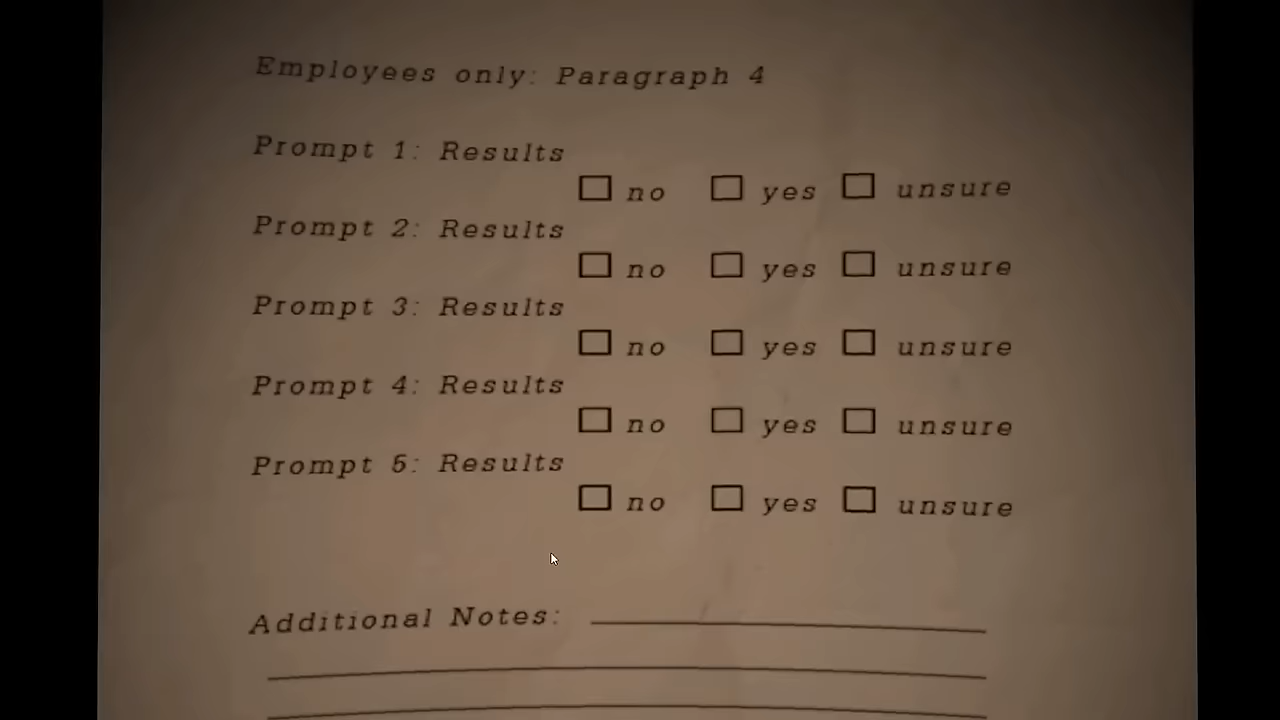 Employees only: Paragraph 4
Prompt 1: Results
no yes unsure
Prompt 2: Results
no yes unsure
Prompt 3: Results
no yes unsure
Prompt 4: Results
no yes unsure
Prompt 5: Results
no yes unsure
Additional Notes: